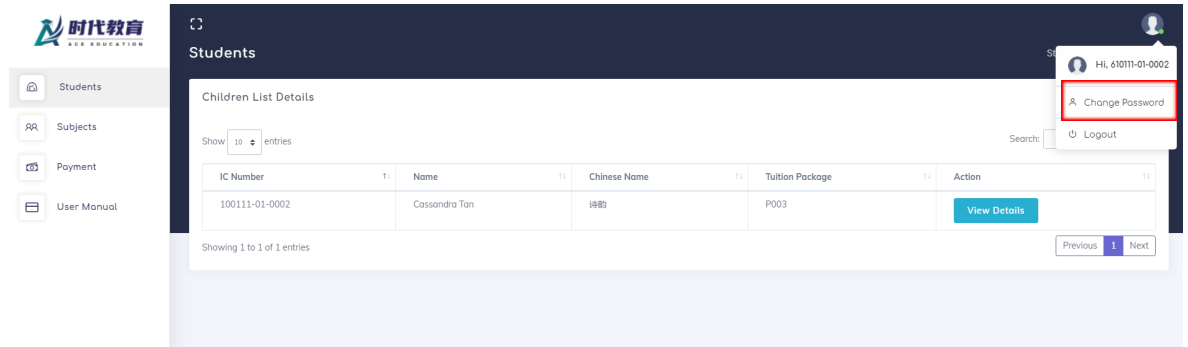 时代教育
ACE EDUCATION
Students
Hi, 610111-01-0002
Change Password
Logout
Students
Subjects
Payment
User Manual
Children List Details
Show 10 entries
Search:
IC Number Name Chinese Name Tuition Package Action
100111-01-0002 Cassandra Tan 诗韵 P003 View Details
Showing 1 to 1 of 1 entries
Previous 1 Next